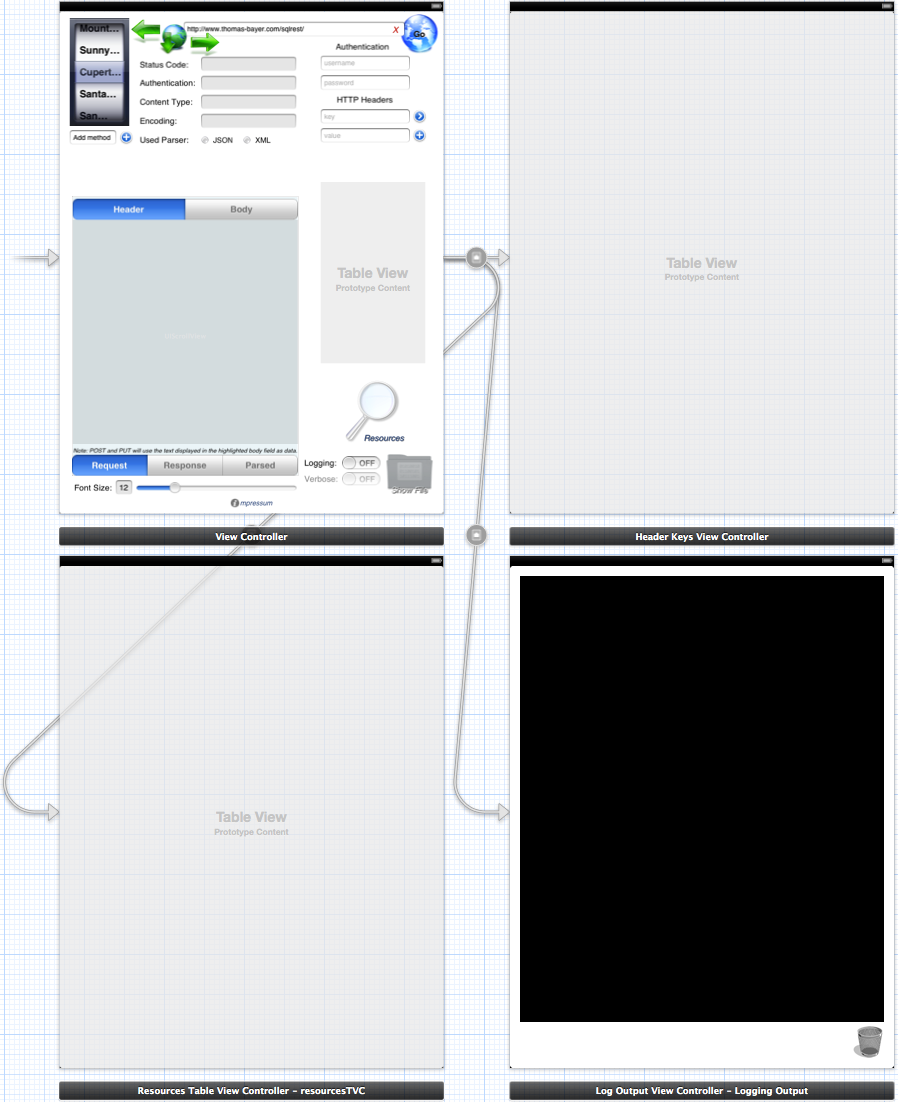 Mount...
Sunny...
Cupert...
Santa...
San...
Add method
http://www.thomas-bayer.com/sqlrest/
X
Go
Status Code:
Authentication:
Content Type:
Encoding:
Used Parser:
JSON
XML
Authentication
username
password
HTTP Headers
key
value
Header
Body
Table View
Prototype Content
Resources
Note: POST and PUT will use the text displayed in the highlighted body field as data.
Request
Response
Parsed
Logging:
OFF
Verbose:
OFF
Show File
Font Size:
12
impressum
View Controller
Table View
Prototype Content
Header Keys View Controller
Table View
Prototype Content
Resources Table View Controller - resourcesTVC
Log Output View Controller - Logging Output